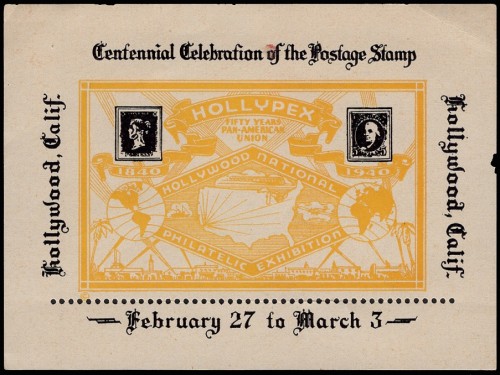 Centennial Celebration of the Postage Stamp
Hollywood, Calif.
HOLLYPEX
FIFTY YEARS
PAN-AMERICAN
UNION
1840
1940
HOLLYWOOD NATIONAL
PHILATELIC EXHIBITION
Hollywood, Calif.
February 27 to March 3